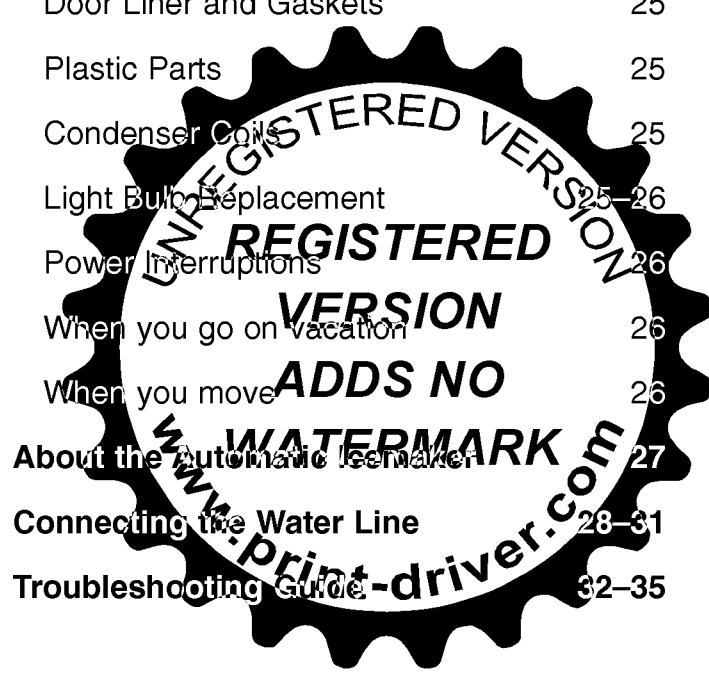 Door Liner and Gaskets 25
Plastic Parts 25
Condenser Coils 25
Light Bulb Replacement 25–26
Power Interruptions 26
When you go on vacation 26
When you move 26
About the Automatic Icemaker 27
Connecting the Water Line 28–31
Troubleshooting Guide 32–35
UNREGISTERED VERSION
REGISTERED
VERSION
ADDS NO
WATERMARK
www.print-driver.com